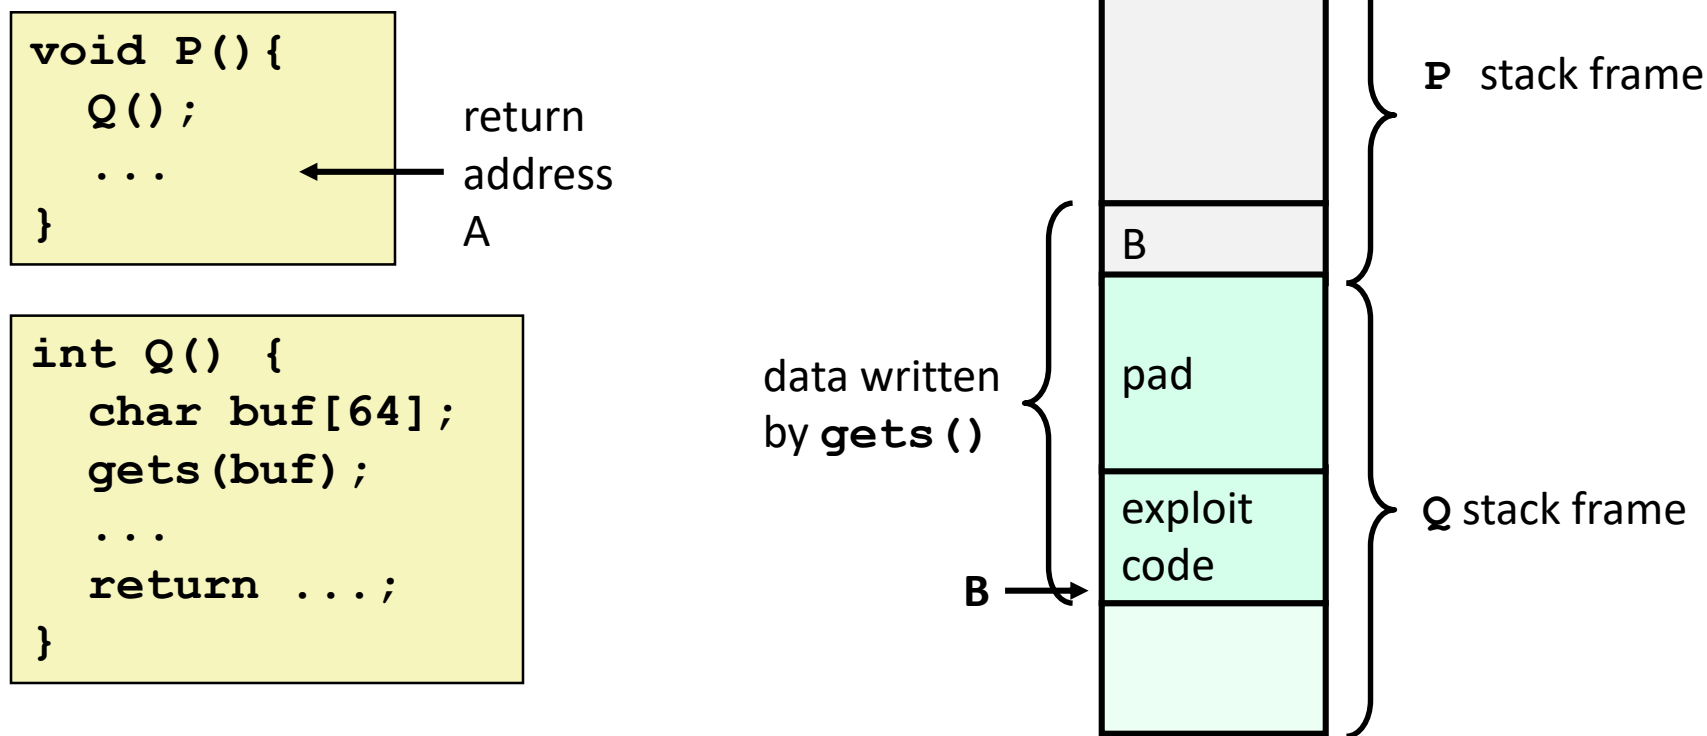 void P(){
  Q();
  ...
}
return
address
A
int Q() {
  char buf[64];
  gets(buf);
  ...
  return ...;
}
P stack frame
B
data written
by gets()
pad
exploit
code
B
Q stack frame